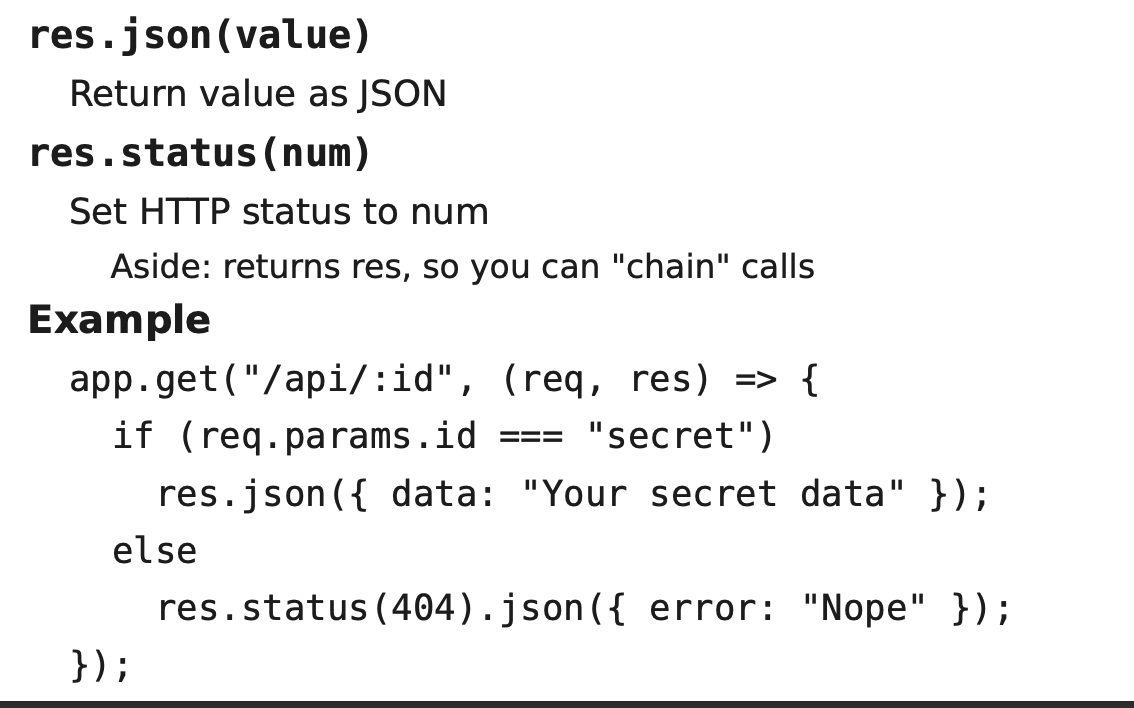 res.json(value)
Return value as JSON
res.status(num)
Set HTTP status to num
Aside: returns res, so you can "chain" calls
Example
app.get("/api/:id", (req, res) => {
  if (req.params.id === "secret")
    res.json({ data: "Your secret data" });
  else
    res.status(404).json({ error: "Nope" });
});